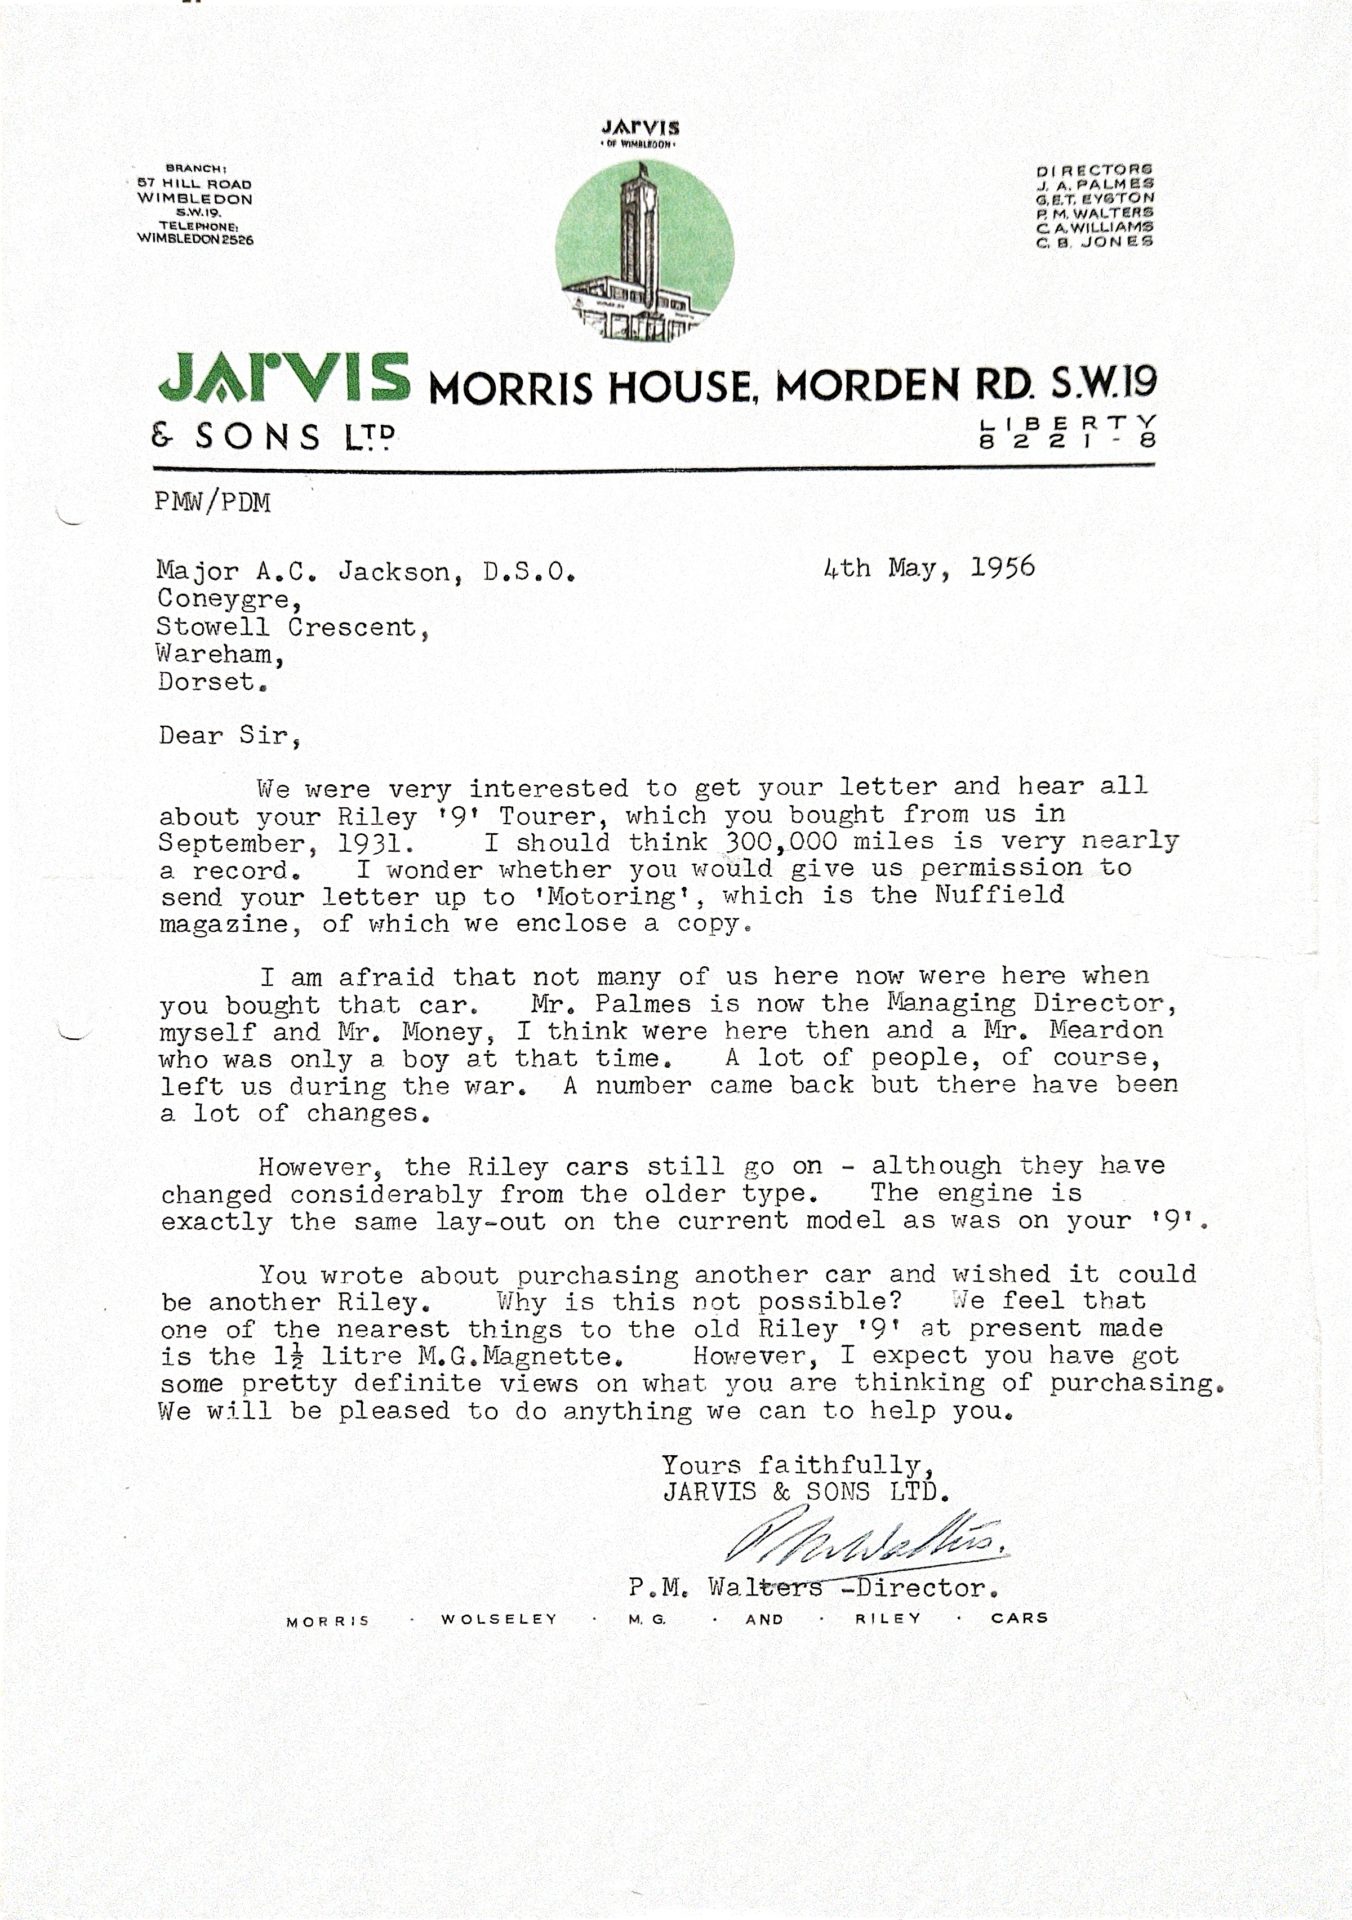 JARVIS
· OF WIMBLEDON ·
BRANCH:
57 HILL ROAD
WIMBLEDON
S.W.19.
TELEPHONE:
WIMBLEDON 2526
DIRECTORS
J. A. PALMES
G.E.T. EYSTON
P. M. WALTERS
C. A. WILLIAMS
C. B. JONES
JARVIS MORRIS HOUSE, MORDEN RD. S.W.19
& SONS LTD.
LIBERTY
8221-8
PMW/PDM
Major A.C. Jackson, D.S.O. 4th May, 1956
Coneygre,
Stowell Crescent,
Wareham,
Dorset.
Dear Sir,
We were very interested to get your letter and hear all
about your Riley '9' Tourer, which you bought from us in
September, 1931. I should think 300,000 miles is very nearly
a record. I wonder whether you would give us permission to
send your letter up to 'Motoring', which is the Nuffield
magazine, of which we enclose a copy.
I am afraid that not many of us here now were here when
you bought that car. Mr. Palmes is now the Managing Director,
myself and Mr. Money, I think were here then and a Mr. Meardon
who was only a boy at that time. A lot of people, of course,
left us during the war. A number came back but there have been
a lot of changes.
However, the Riley cars still go on - although they have
changed considerably from the older type. The engine is
exactly the same lay-out on the current model as was on your '9'.
You wrote about purchasing another car and wished it could
be another Riley. Why is this not possible? We feel that
one of the nearest things to the old Riley '9' at present made
is the 1½ litre M.G.Magnette. However, I expect you have got
some pretty definite views on what you are thinking of purchasing.
We will be pleased to do anything we can to help you.
Yours faithfully,
JARVIS & SONS LTD.
P M Walters.
P.M. Walters -Director.
MORRIS · WOLSELEY · M.G. · AND · RILEY · CARS